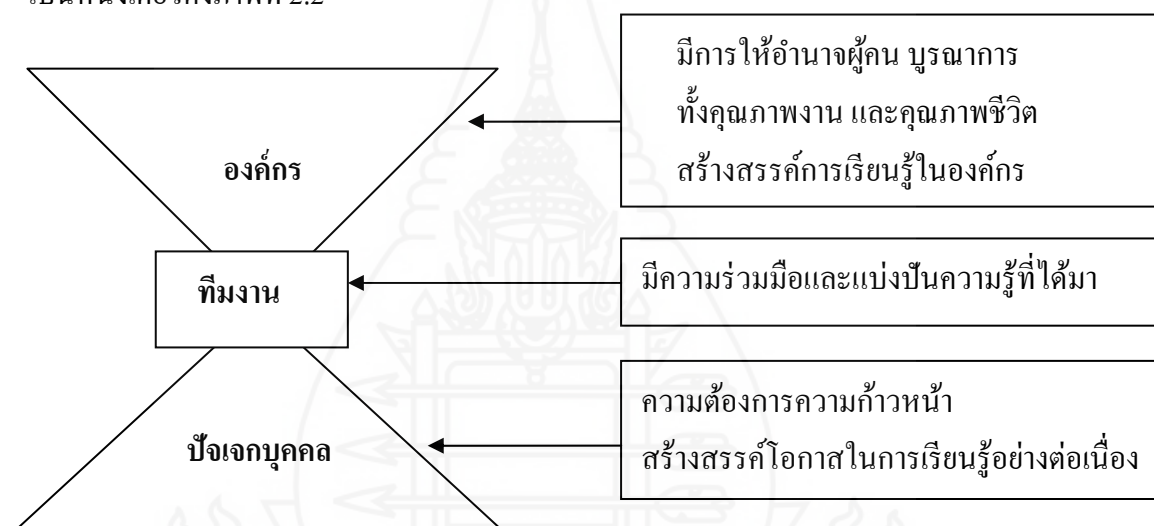 มีการให้อำนาจผู้คน บูรณาการ
ทั้งคุณภาพงาน และคุณภาพชีวิต
สร้างสรรค์การเรียนรู้ในองค์กร
องค์กร
ทีมงาน
มีความร่วมมือและแบ่งปันความรู้ที่ได้มา
ความต้องการความก้าวหน้า
สร้างสรรค์โอกาสในการเรียนรู้อย่างต่อเนื่อง
ปัจเจกบุคคล